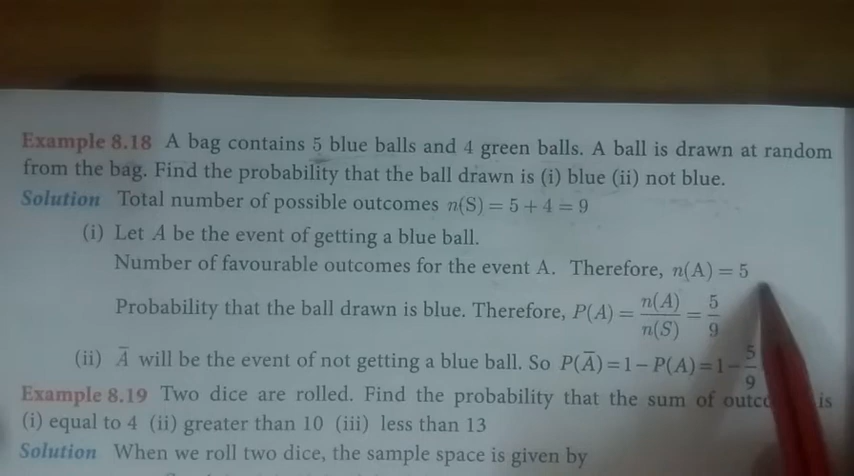 Example 8.18 A bag contains 5 blue balls and 4 green balls. A ball is drawn at random
from the bag. Find the probability that the ball drawn is (i) blue (ii) not blue.
Solution Total number of possible outcomes n(S) = 5 + 4 = 9
(i) Let A be the event of getting a blue ball.
Number of favourable outcomes for the event A. Therefore, n(A) = 5
Probability that the ball drawn is blue. Therefore, P(A) = n(A)/n(S) = 5/9
(ii) Ā will be the event of not getting a blue ball. So P(Ā) = 1 − P(A) = 1 − 5/9
Example 8.19 Two dice are rolled. Find the probability that the sum of is
(i) equal to 4 (ii) greater than 10 (iii) less than 13
Solution When we roll two dice, the sample space is given by